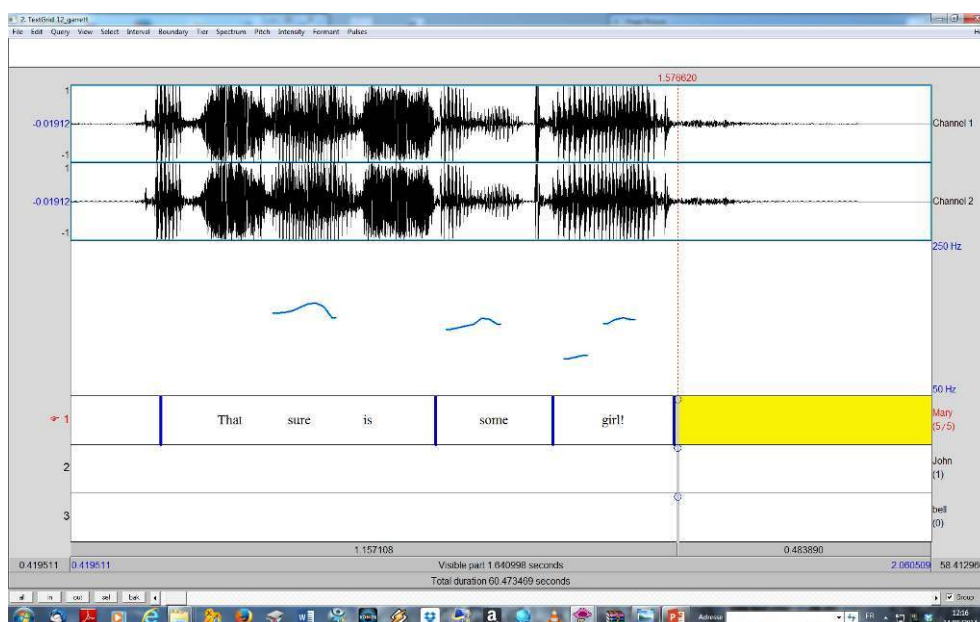 2. TextGrid 12_garrett
File Edit Query View Select Interval Boundary Tier Spectrum Pitch Intensity Formant Pulses
1.576620
1
-0.01912
-1
Channel 1
1
-0.01912
-1
Channel 2
250 Hz
50 Hz
1 That sure is some girl! Mary
(5/5)
2 John
(1)
3 bell
(0)
1.157108 0.483890
0.419511 0.419511 Visible part 1.640998 seconds 2.060509 58.41296
Total duration 60.473469 seconds
all in out sel bak Group
Adresse FR 12:16